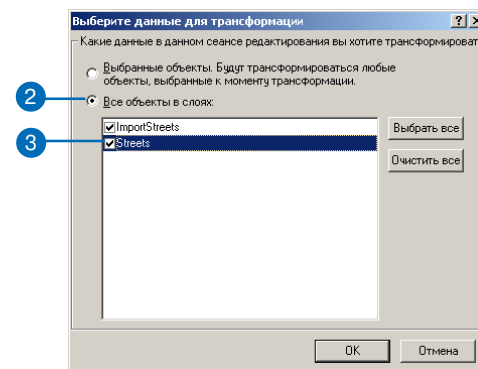 Выберите данные для трансформации
Какие данные в данном сеансе редактирования вы хотите трансформироват
Выбранные объекты. Будут трансформироваться любые
объекты, выбранные к моменту трансформации.
2
Все объекты в слоях:
ImportStreets
Выбрать все
3
Streets
Очистить все
OK
Отмена